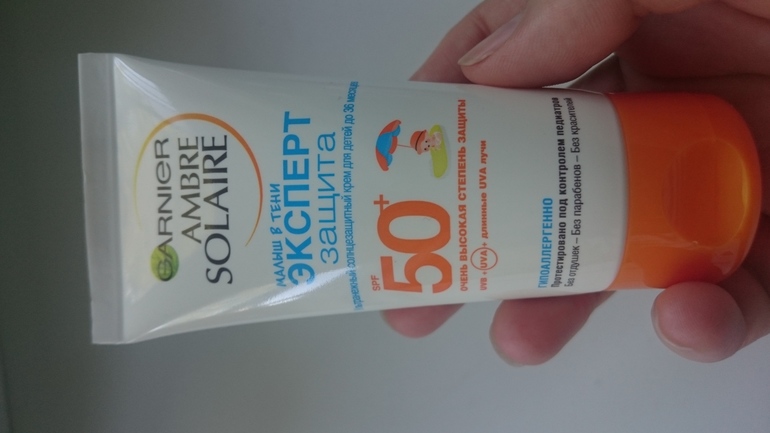 GARNIER
AMBRE
SOLAIRE
МАЛЫШ В ТЕНИ
ЭКСПЕРТ
защита
солнцезащитный крем для детей до 36 месяцев
SPF
50+
ОЧЕНЬ ВЫСОКАЯ СТЕПЕНЬ ЗАЩИТЫ
UVB + UVA + длинные UVA лучи
ГИПОАЛЛЕРГЕННО
Протестировано под контролем педиатров
Без отдушек – Без парабенов – Без красителей